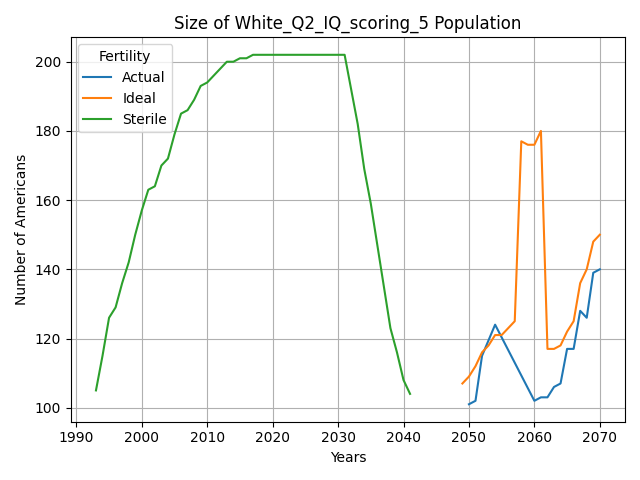 Size of White_Q2_IQ_scoring_5 Population
Fertility
Actual
Ideal
Sterile
Number of Americans
200
180
160
140
120
100
1990
2000
2010
2020
2030
2040
2050
2060
2070
Years